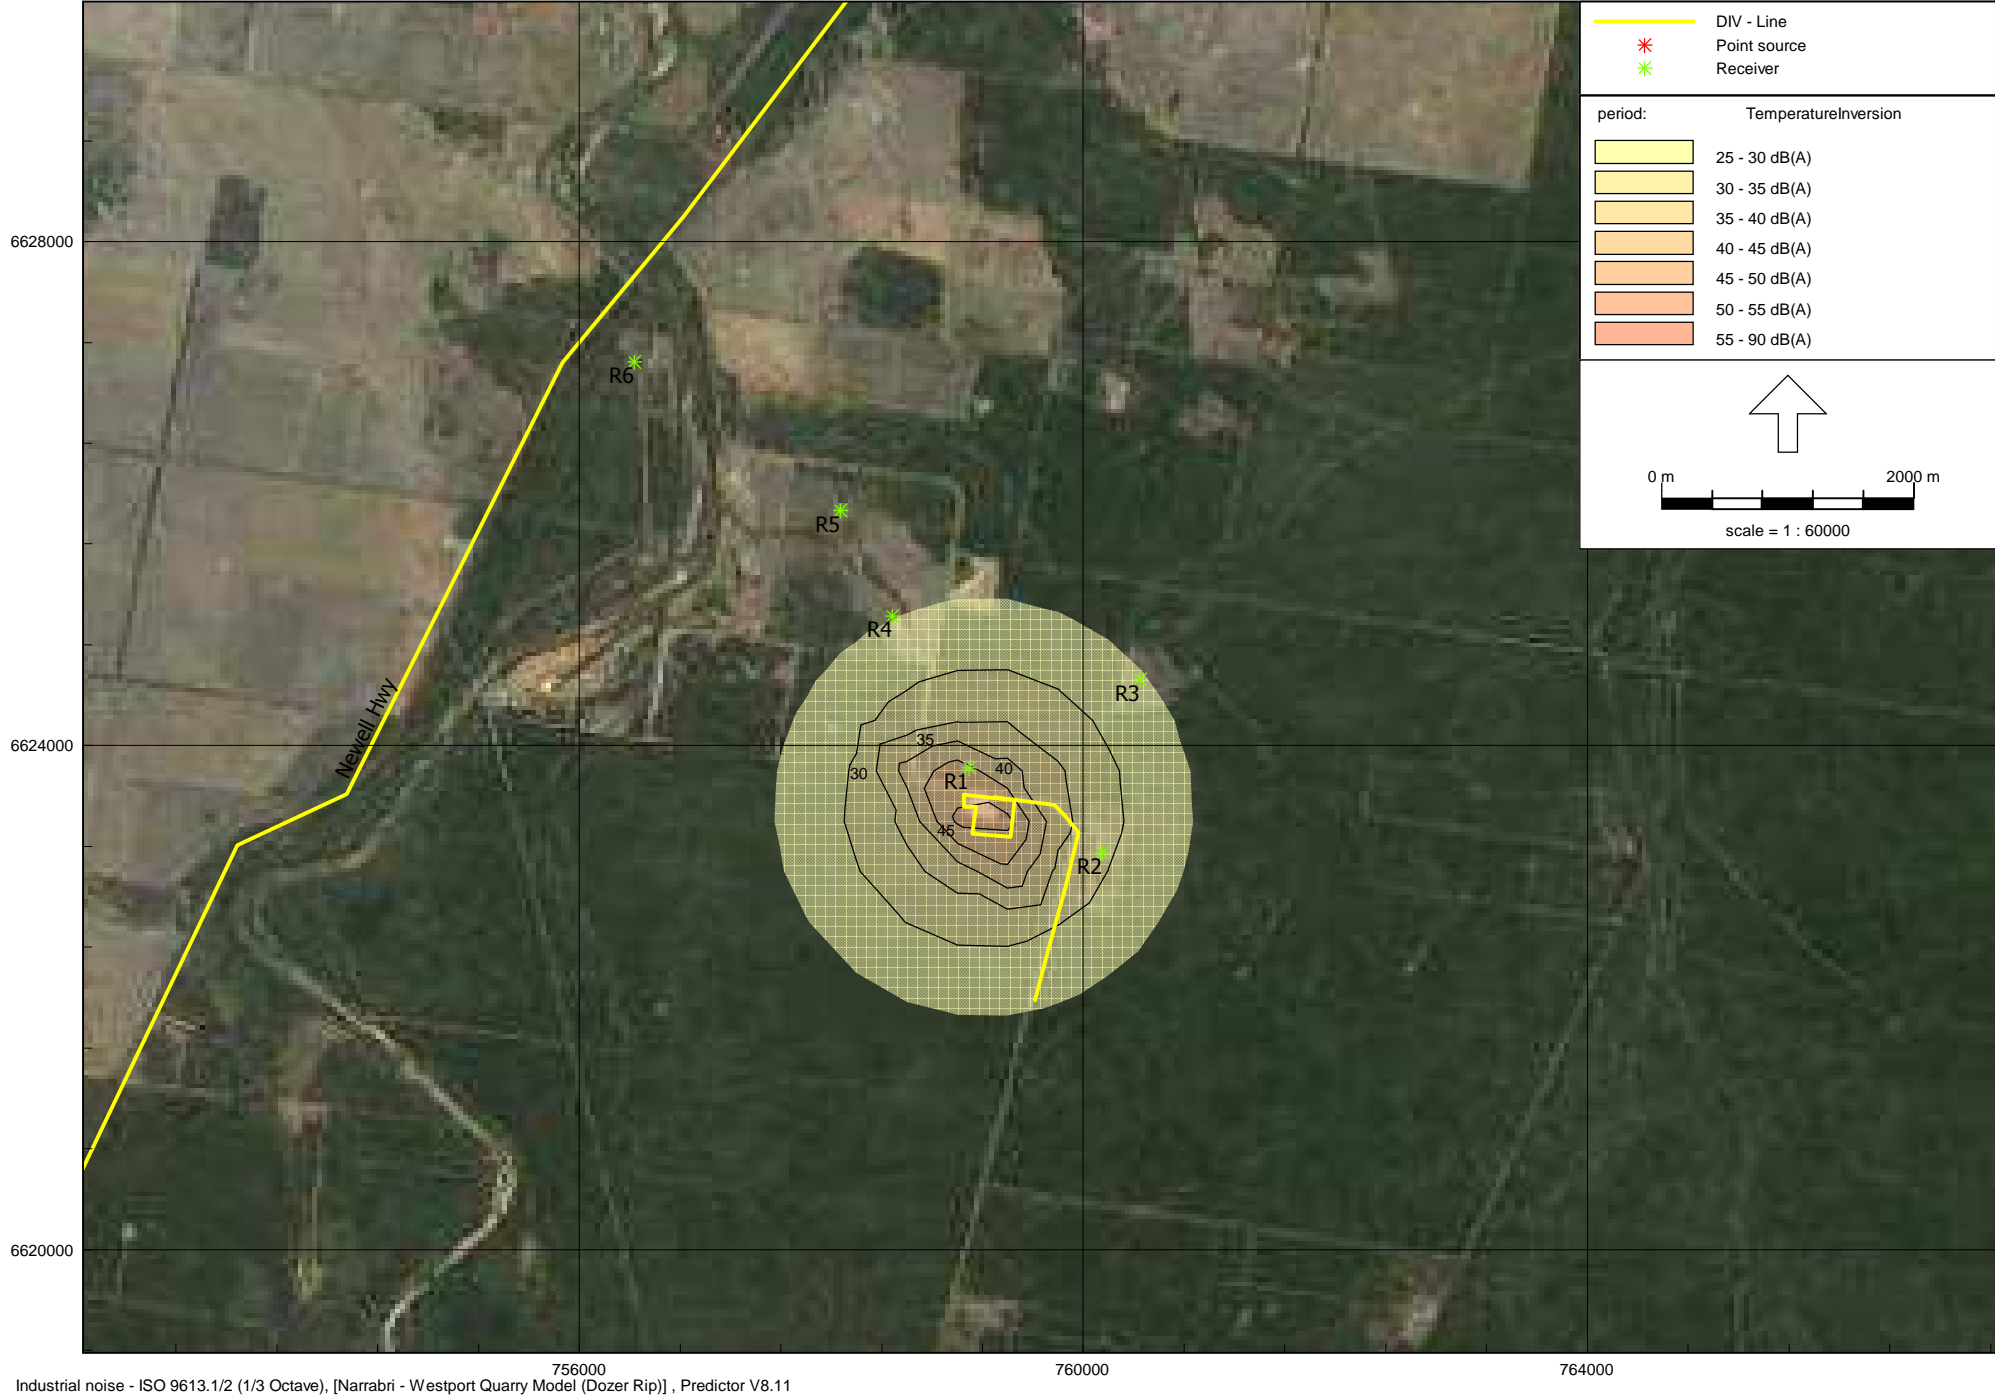 DIV - Line
Point source
Receiver
period: TemperatureInversion
25 - 30 dB(A)
30 - 35 dB(A)
35 - 40 dB(A)
40 - 45 dB(A)
45 - 50 dB(A)
50 - 55 dB(A)
55 - 90 dB(A)
0 m 2000 m
scale = 1 : 60000
6628000
R6
R5
R4
R3
Newell Hwy
6624000
35
30
R1
40
45
R2
6620000
756000 760000 764000
Industrial noise - ISO 9613.1/2 (1/3 Octave), [Narrabri - Westport Quarry Model (Dozer Rip)] , Predictor V8.11